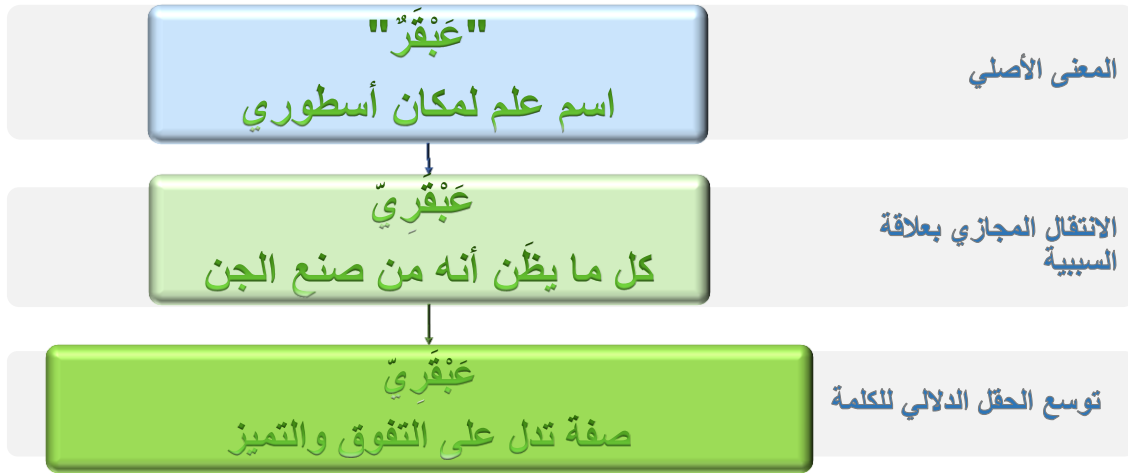 المعنى الأصلي
"عَبْقَرٌ"
اسم علم لمكان أسطوري
الانتقال المجازي بعلاقة
السببية
عَبْقَرِيّ
كل ما يظَن أنه من صنع الجن
توسع الحقل الدلالي للكلمة
عَبْقَرِيّ
صفة تدل على التفوق والتميز